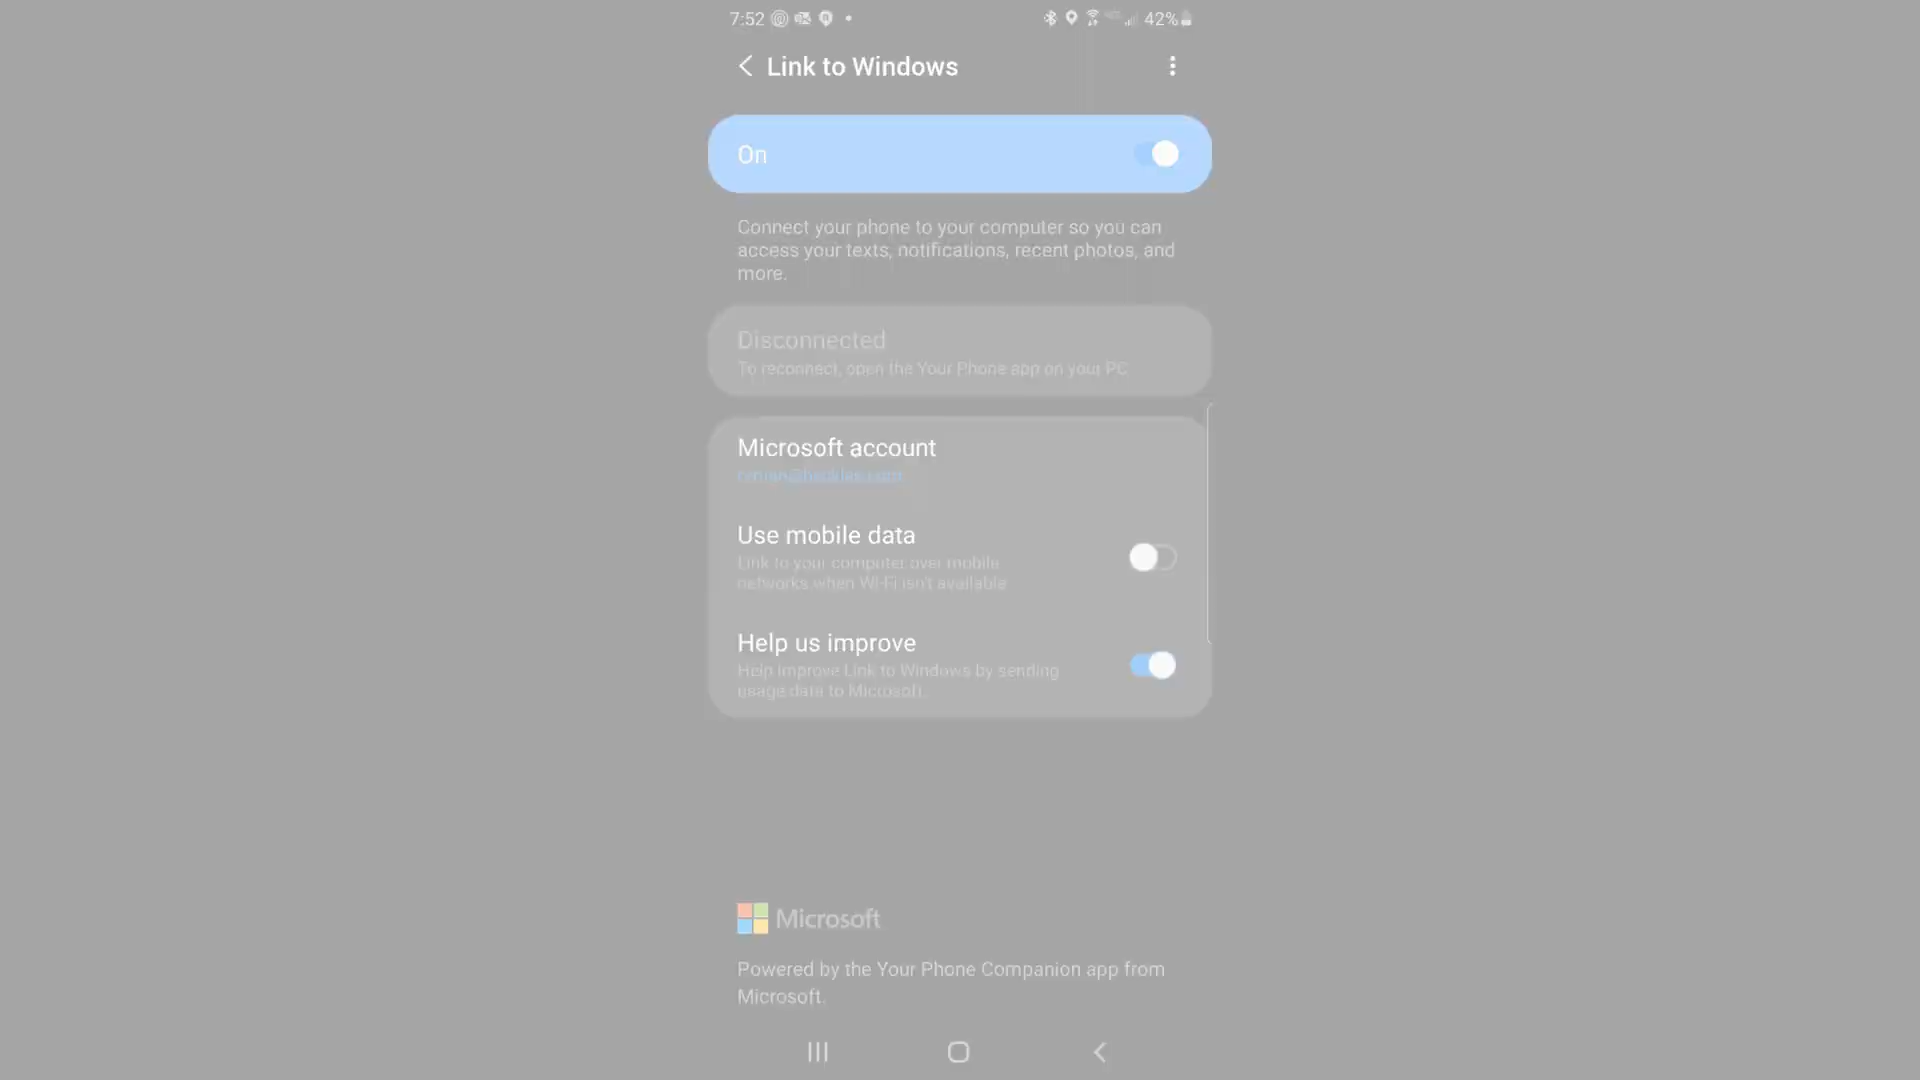 7:52 42%
Link to Windows
On
Connect your phone to your computer so you can
access your texts, notifications, recent photos, and
more.
Disconnected
To reconnect, open the Your Phone app on your PC.
Microsoft account
Use mobile data
Link to your computer over mobile
networks when Wi-Fi isn't available
Help us improve
Help improve Link to Windows by sending
usage data to Microsoft.
Microsoft
Powered by the Your Phone Companion app from
Microsoft.